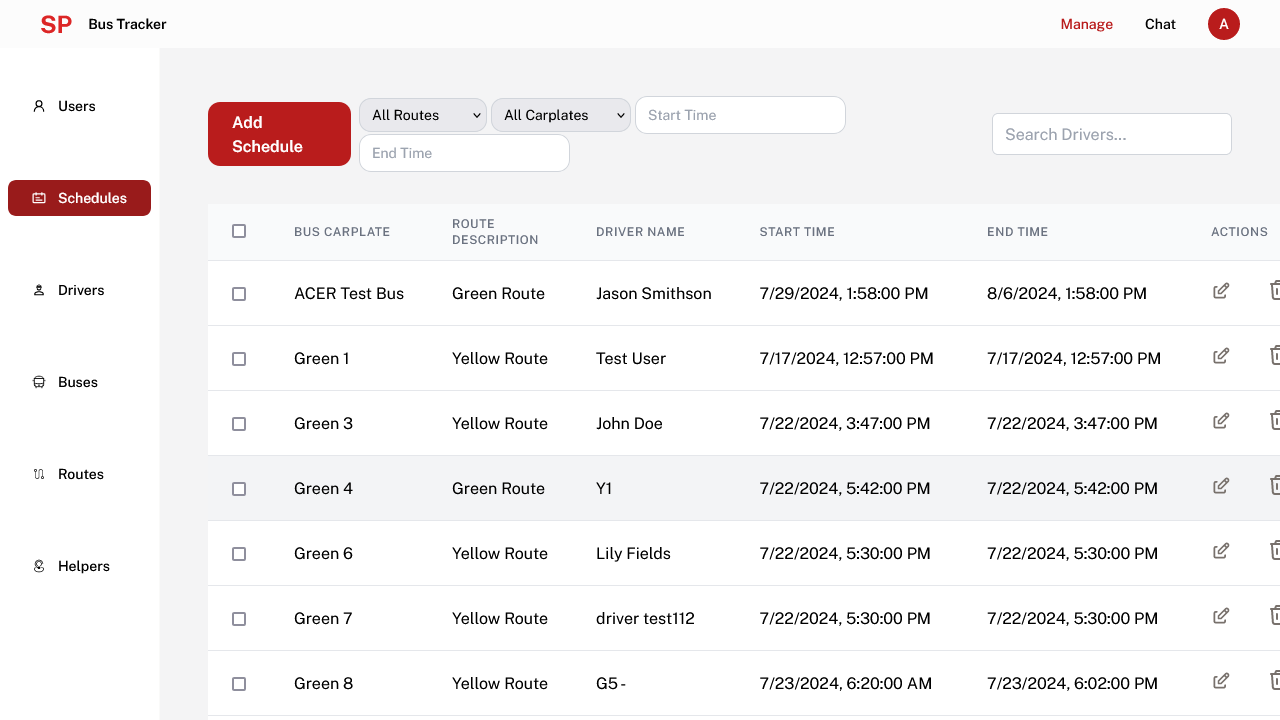 SP Bus Tracker Manage Chat A
Users
Schedules
Drivers
Buses
Routes
Helpers
Add
Schedule
All Routes All Carplates Start Time
End Time
Search Drivers...
BUS CARPLATE ROUTE DESCRIPTION DRIVER NAME START TIME END TIME ACTIONS
ACER Test Bus Green Route Jason Smithson 7/29/2024, 1:58:00 PM 8/6/2024, 1:58:00 PM
Green 1 Yellow Route Test User 7/17/2024, 12:57:00 PM 7/17/2024, 12:57:00 PM
Green 3 Yellow Route John Doe 7/22/2024, 3:47:00 PM 7/22/2024, 3:47:00 PM
Green 4 Green Route Y1 7/22/2024, 5:42:00 PM 7/22/2024, 5:42:00 PM
Green 6 Yellow Route Lily Fields 7/22/2024, 5:30:00 PM 7/22/2024, 5:30:00 PM
Green 7 Yellow Route driver test112 7/22/2024, 5:30:00 PM 7/22/2024, 5:30:00 PM
Green 8 Yellow Route G5 - 7/23/2024, 6:20:00 AM 7/23/2024, 6:02:00 PM